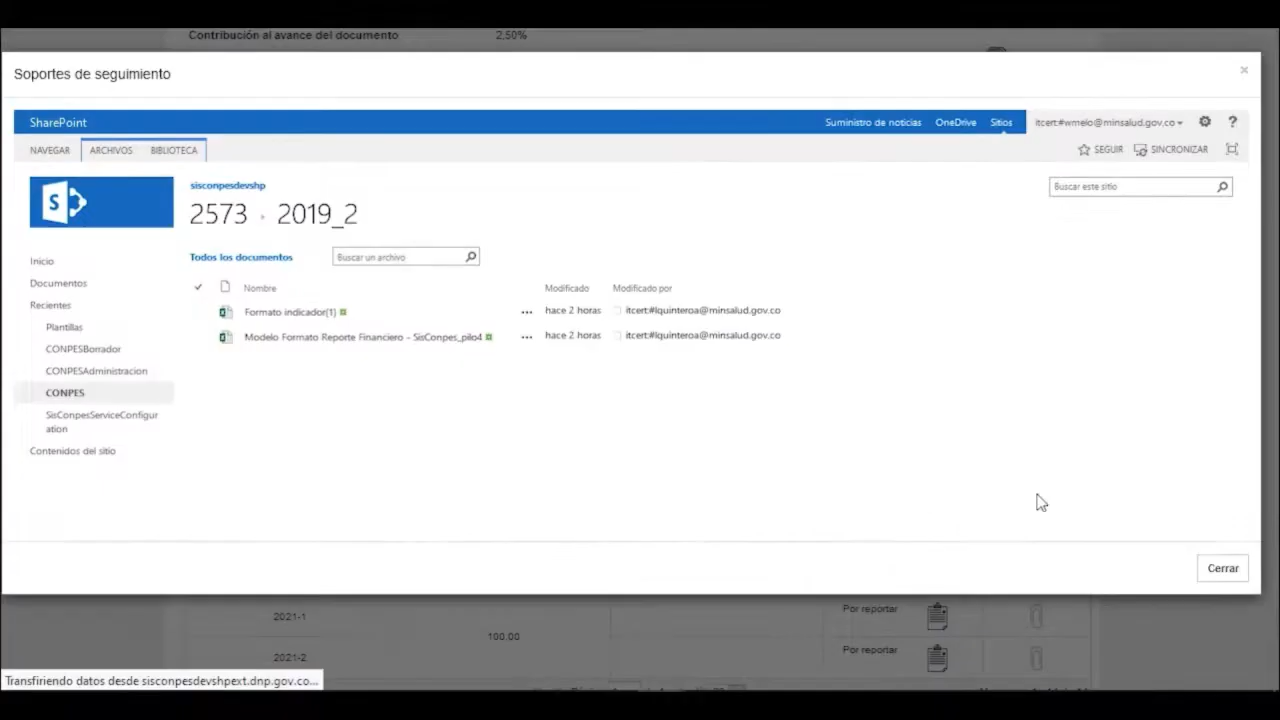 Contribución al avance del documento 2,50%
Soportes de seguimiento ×
SharePoint Suministro de noticias OneDrive Sitios itcert:#wmelo@minsalud.gov.co ?
NAVEGAR ARCHIVOS BIBLIOTECA SEGUIR SINCRONIZAR
S
sisconpesdevshp
Buscar este sitio
2573 2019_2
Todos los documentos Buscar un archivo
Inicio
Documentos
Recientes
Plantillas
CONPESBorrador
CONPESAdministracion
CONPES
SisConpesServiceConfigur
ation
Contenidos del sitio
✓ Nombre Modificado Modificado por
Formato indicador(1) ... hace 2 horas itcert:#lquinteroa@minsalud.gov.co
Modelo Formato Reporte Financiero - SisConpes_pilo4 ... hace 2 horas itcert:#lquinteroa@minsalud.gov.co
Cerrar
2021-1 Por reportar
100,00
2021-2 Por reportar
Transfiriendo datos desde sisconpesdevshpext.dnp.gov.co...